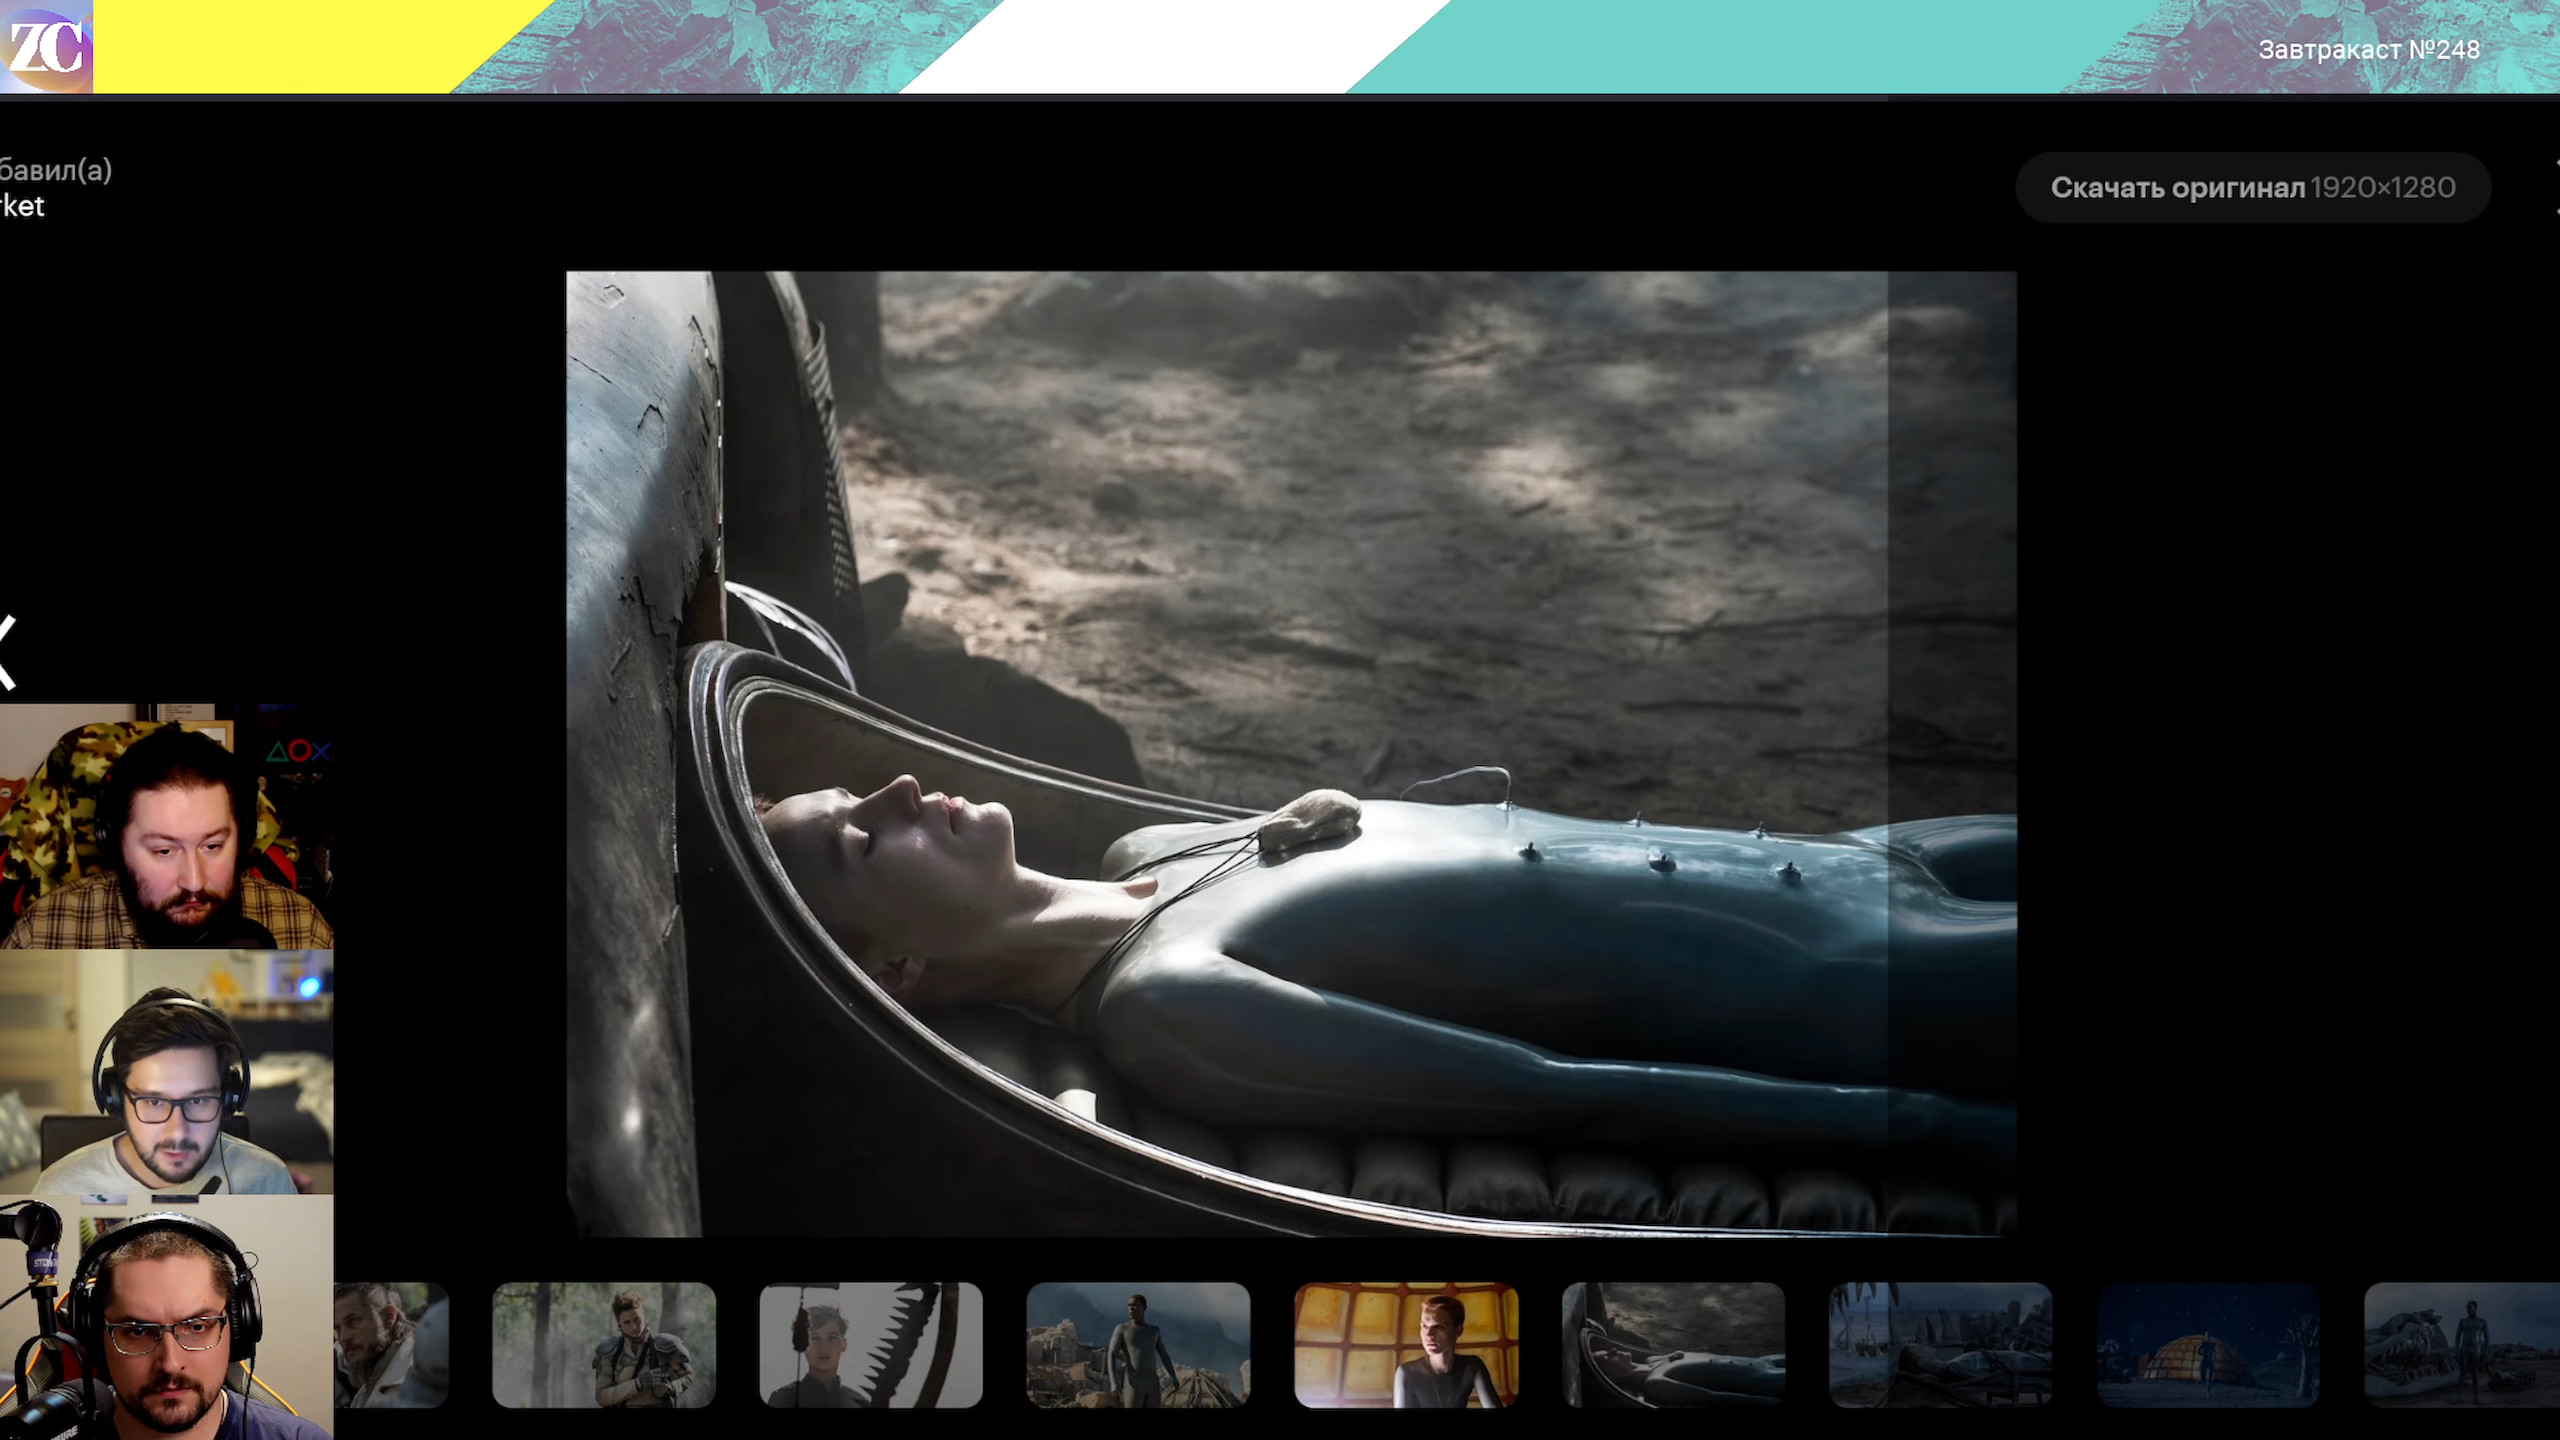 ZC
Завтракаст №248
бавил(а)
rket
Скачать оригинал 1920×1280